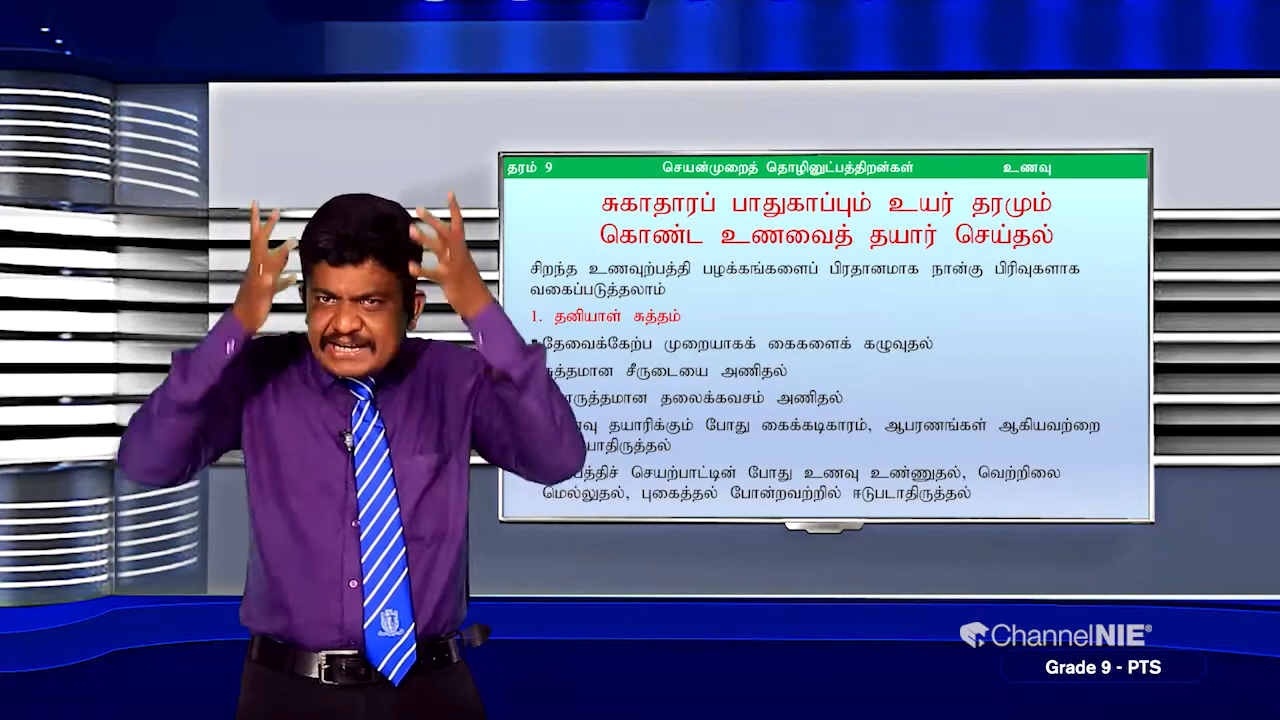 தரம் 9 செயன்முறைத் தொழினுட்பத்திறன்கள் உணவு
சுகாதாரப் பாதுகாப்பும் உயர் தரமும்
கொண்ட உணவைத் தயார் செய்தல்
சிறந்த உணவுற்பத்தி பழக்கங்களைப் பிரதானமாக நான்கு பிரிவுகளாக
வகைப்படுத்தலாம்
1. தனியாள் சுத்தம்
தேவைக்கேற்ப முறையாகக் கைகளைக் கழுவுதல்
சீருடையை அணிதல்
தலைக்கவசம் அணிதல்
தயாரிக்கும் போது கைக்கடிகாரம், ஆபரணங்கள் ஆகியவற்றை
செயற்பாட்டின் போது உணவு உண்ணுதல், வெற்றிலை
மெல்லுதல், புகைத்தல் போன்றவற்றில் ஈடுபடாதிருத்தல்
ChannelNIE®
Grade 9 - PTS